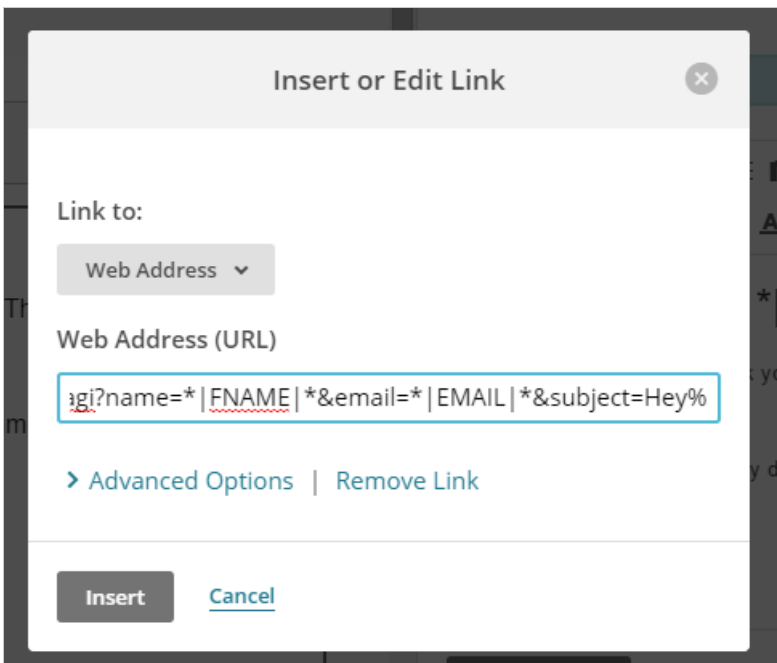 Insert or Edit Link
Link to:
Web Address
Web Address (URL)
agi?name=*|FNAME|*&email=*|EMAIL|*&subject=Hey%
Advanced Options | Remove Link
Insert Cancel